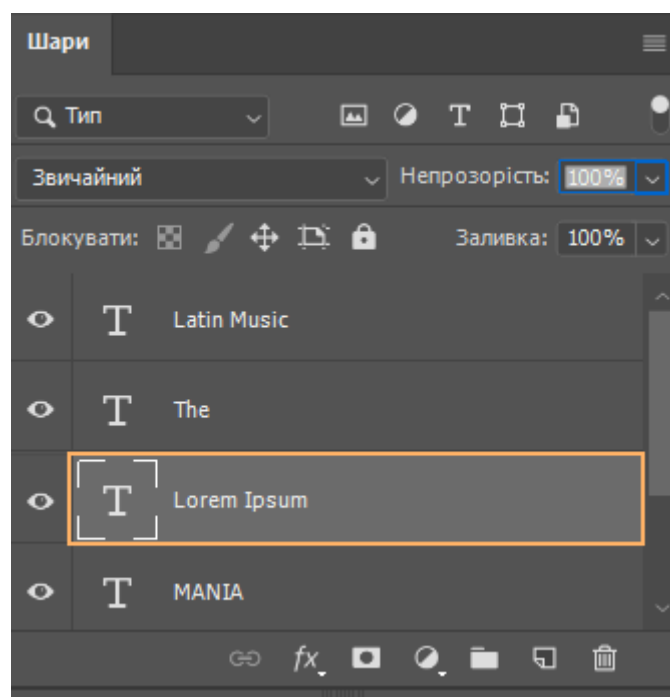 Шари
Тип
Звичайний Непрозорість: 100%
Блокувати: Заливка: 100%
Latin Music
The
Lorem Ipsum
MANIA